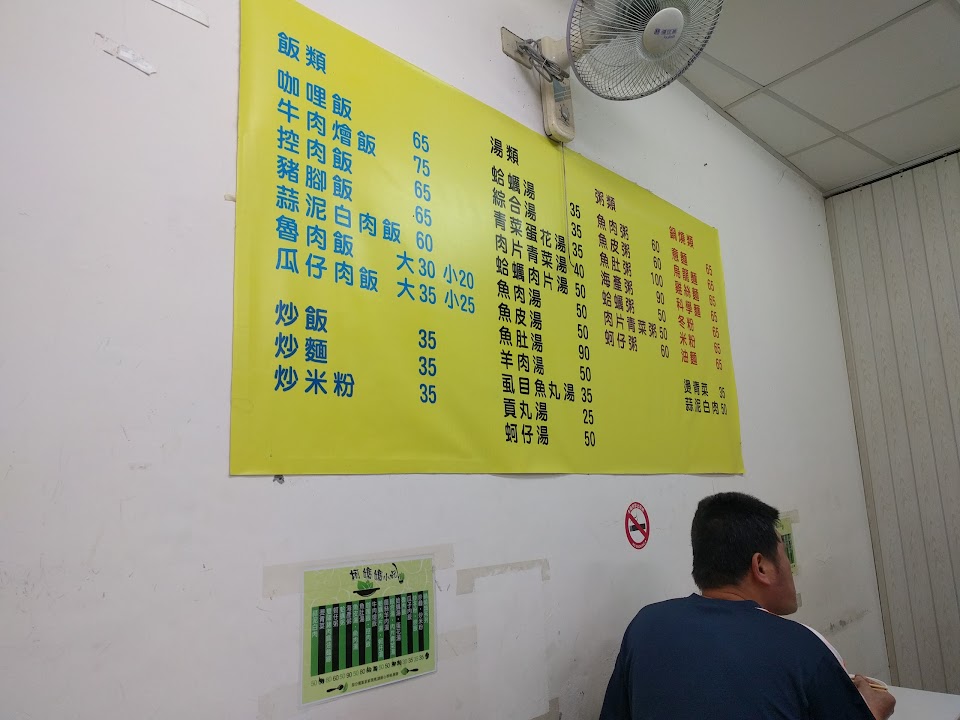 飯類
咖哩飯 65
牛肉燴飯 75
控肉飯 65
豬腳飯 65
蒜泥白肉飯 60
魯肉飯 大30 小20
瓜仔肉飯 大35 小25
炒飯 35
炒麵 35
炒米粉 35
湯類
蛤蠣湯 35
綜合湯 35
青菜蛋花湯 35
肉片青菜湯 40
蛤蠣肉片湯 50
魚肉湯 50
魚皮湯 50
魚肚湯 90
羊肉湯 50
虱目魚丸湯 35
貢丸湯 25
蚵仔湯 50
粥類
魚肉粥 60
魚皮粥 60
魚肚粥 100
海產粥 90
蛤蠣粥 50
肉片青菜粥 50
蚵仔粥 60
鍋燒類
意麵 65
烏龍麵 65
雞絲麵 65
科學麵 65
冬粉 65
米粉 65
油麵 65
燙青菜 35
蒜泥白肉 50